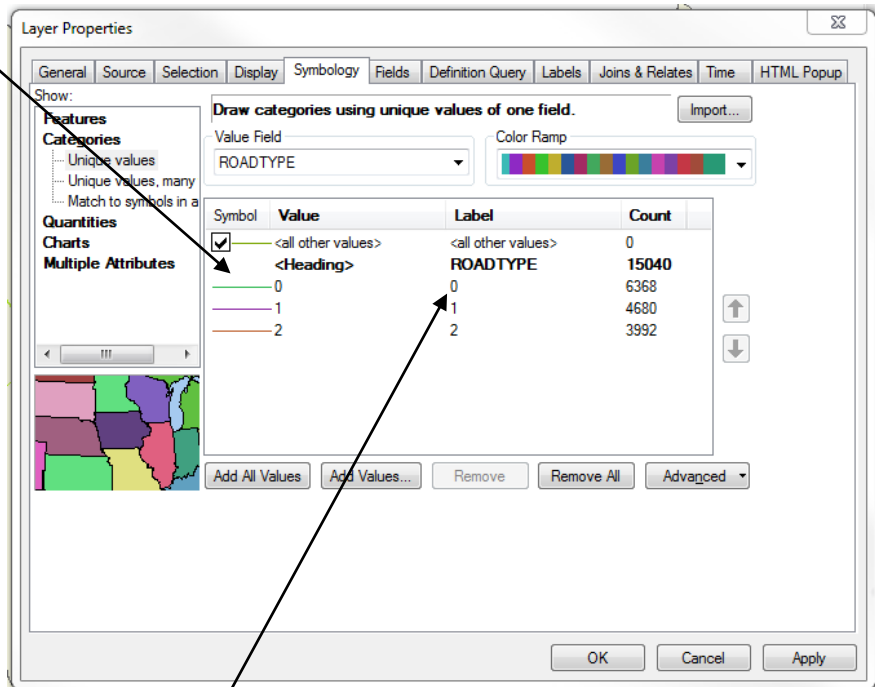 Layer Properties
General Source Selection Display Symbology Fields Definition Query Labels Joins & Relates Time HTML Popup
Show:
Features
Categories
Unique values
Unique values, many
Match to symbols in a
Quantities
Charts
Multiple Attributes
Draw categories using unique values of one field.
Import...
Value Field
ROADTYPE
Color Ramp
Symbol Value Label Count
<all other values> <all other values> 0
<Heading> ROADTYPE 15040
0 0 6368
1 1 4680
2 2 3992
Add All Values Add Values... Remove Remove All Advanced
OK Cancel Apply